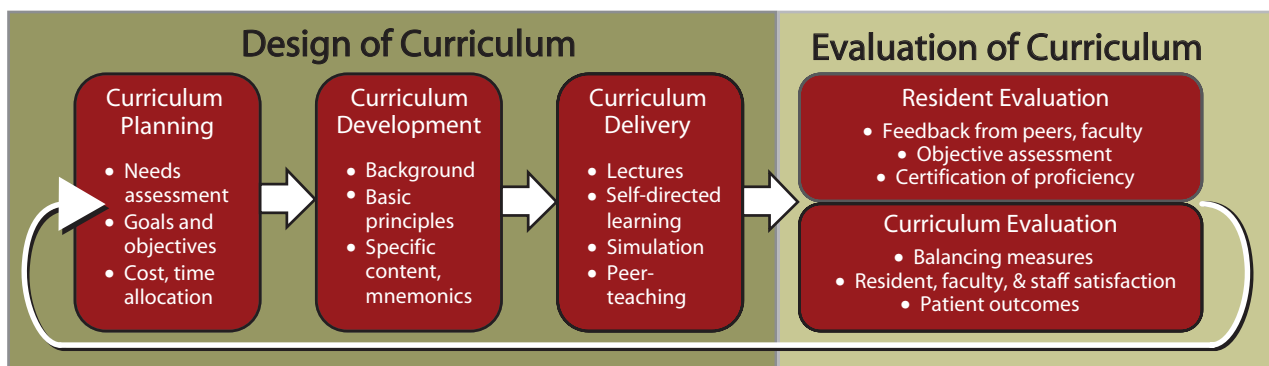 Design of Curriculum
Curriculum
Planning
• Needs
assessment
• Goals and
objectives
• Cost, time
allocation
Curriculum
Development
• Background
• Basic
principles
• Specific
content,
mnemonics
Curriculum
Delivery
• Lectures
• Self-directed
learning
• Simulation
• Peer-
teaching
Evaluation of Curriculum
Resident Evaluation
• Feedback from peers, faculty
• Objective assessment
• Certification of proficiency
Curriculum Evaluation
• Balancing measures
• Resident, faculty, & staff satisfaction
• Patient outcomes